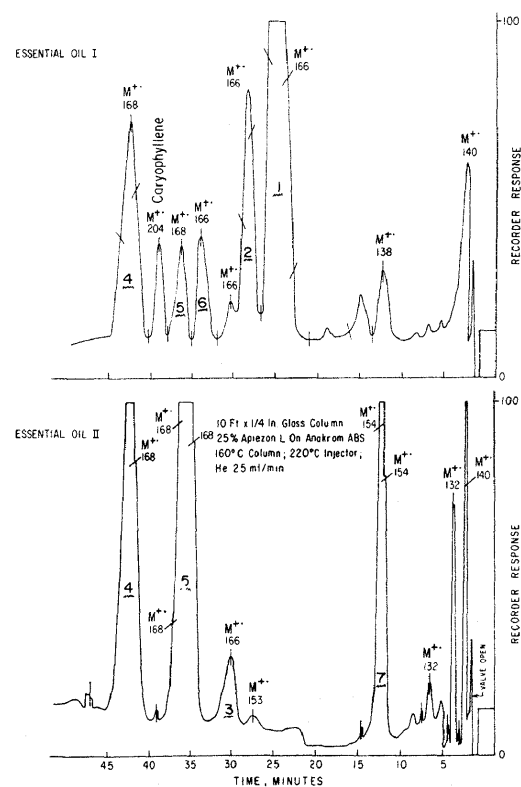 ESSENTIAL OIL I
100
RECORDER RESPONSE
M+·
168
Caryophyllene
M+·
204
M+·
168
M+·
166
M+·
166
M+·
166
M+·
166
M+·
138
M+·
140
4
5
6
2
1
0
ESSENTIAL OIL II
10 Ft x 1/4 In Glass Column
25% Apiezon L On Anakrom ABS
160°C Column; 220°C Injector;
He 25 ml/min
100
RECORDER RESPONSE
M+·
168
M+·
168
168
M+·
168
M+·
166
M+·
153
M+·
154
M+·
154
M+·
132
M+·
132
M+·
140
VALVE OPEN
4
5
3
7
0
45 40 35 30 25 20 15 10 5
TIME, MINUTES